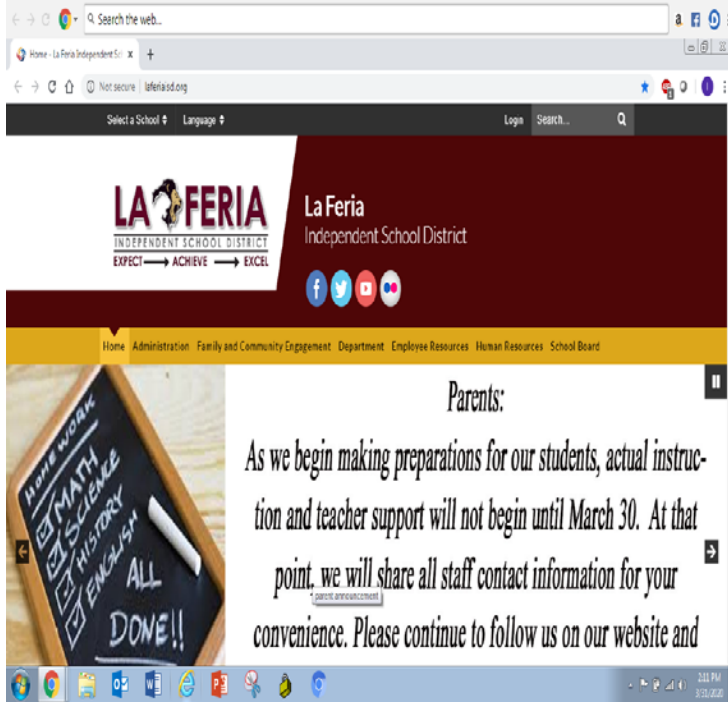 Search the web...
Home - La Feria Independent Sch
Not secure | laferiaisd.org
Select a School Language Login Search...
LA FERIA
INDEPENDENT SCHOOL DISTRICT
EXPECT ACHIEVE EXCEL
La Feria
Independent School District
Home Administration Family and Community Engagement Department Employee Resources Human Resources School Board
HOME WORK
MATH
SCIENCE
HISTORY
ENGLISH
ALL
DONE!!
Parents:
As we begin making preparations for our students, actual instruc-
tion and teacher support will not begin until March 30. At that
point, we will share all staff contact information for your
parent announcement
convenience. Please continue to follow us on our website and
2:11 PM
3/31/2020